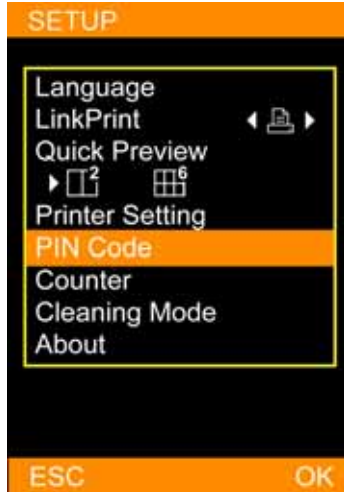 SETUP
Language
LinkPrint
Quick Preview
2 6
Printer Setting
PIN Code
Counter
Cleaning Mode
About
ESC OK